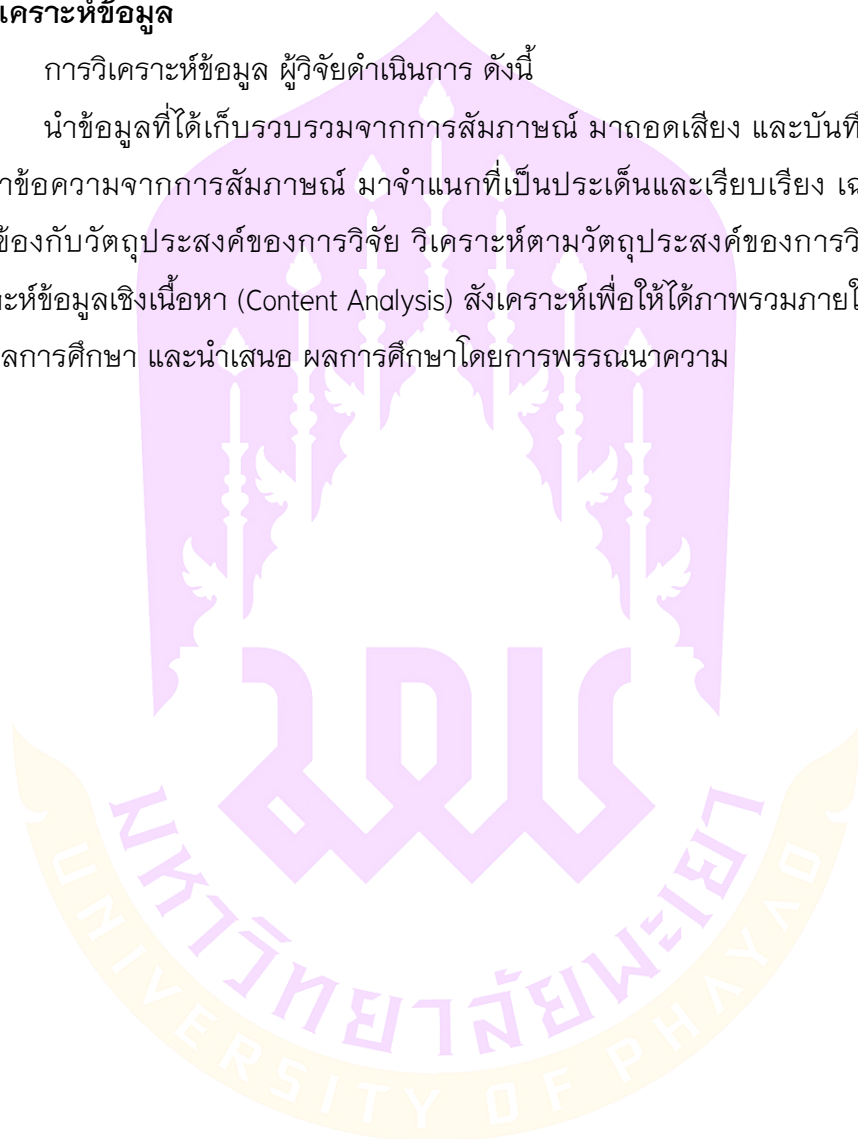 เคราะห์ข้อมูล
การวิเคราะห์ข้อมูล ผู้วิจัยดำเนินการ ดังนี้
นำข้อมูลที่ได้เก็บรวบรวมจากการสัมภาษณ์ มาถอดเสียง และบันทึ
าข้อความจากการสัมภาษณ์ มาจำแนกที่เป็นประเด็นและเรียบเรียง เฉ
ข้องกับวัตถุประสงค์ของการวิจัย วิเคราะห์ตามวัตถุประสงค์ของการวิ
ะห์ข้อมูลเชิงเนื้อหา (Content Analysis) สังเคราะห์เพื่อให้ได้ภาพรวมภายใ
ลการศึกษา และนำเสนอ ผลการศึกษาโดยการพรรณนาความ
มหาวิทยาลัยพะเยา
UNIVERSITY OF PHAYAO